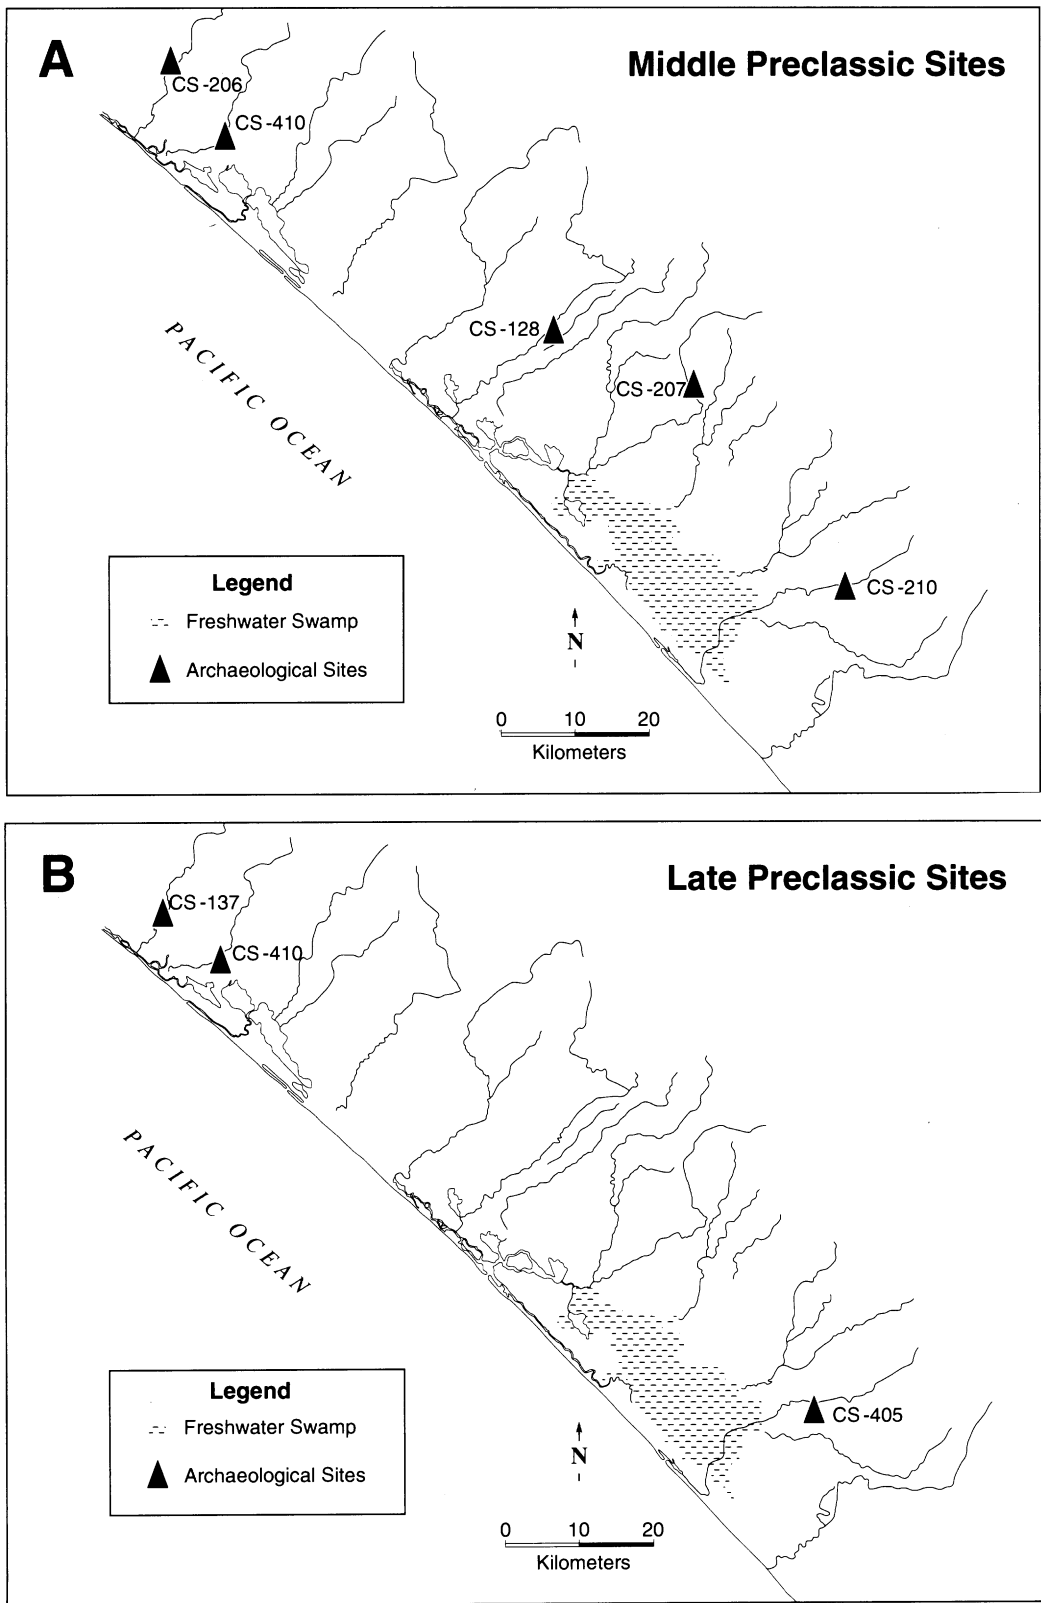 A
Middle Preclassic Sites
CS-206
CS-410
CS-128
CS-207
CS-210
PACIFIC OCEAN
Legend
Freshwater Swamp
Archaeological Sites
N
0 10 20
Kilometers
B
Late Preclassic Sites
CS-137
CS-410
CS-405
PACIFIC OCEAN
Legend
Freshwater Swamp
Archaeological Sites
N
0 10 20
Kilometers